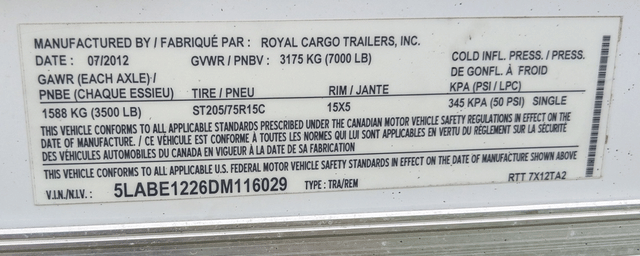 MANUFACTURED BY / FABRIQUÉ PAR : ROYAL CARGO TRAILERS, INC.
DATE : 07/2012 GVWR / PNBV : 3175 KG (7000 LB) COLD INFL. PRESS./ PRESS.
GAWR (EACH AXLE) / DE GONFL. À FROID
PNBE (CHAQUE ESSIEU) TIRE / PNEU RIM / JANTE KPA (PSI / LPC)
1588 KG (3500 LB) ST205/75R15C 15X5 345 KPA (50 PSI) SINGLE
THIS VEHICLE CONFORMS TO ALL APPLICABLE STANDARDS PRESCRIBED UNDER THE CANADIAN MOTOR VEHICLE SAFETY REGULATIONS IN EFFECT ON THE
DATE OF MANUFACTURE. / CE VÉHICULE EST CONFORME À TOUTES LES NORMES QUI LUI SONT APPLICABLES EN VERTU DU RÈGLEMENT SUR LA SÉCURITÉ
DES VÉHICULES AUTOMOBILES DU CANADA EN VIGUEUR À LA DATE DE SA FABRICATION.
THIS VEHICLE CONFORMS TO ALL APPLICABLE U.S. FEDERAL MOTOR VEHICLE SAFETY STANDARDS IN EFFECT ON THE DATE OF MANUFACTURE SHOWN ABOVE.
V.I.N./N.I.V. : 5LABE1226DM116029 TYPE : TRA/REM RTT 7X12TA2